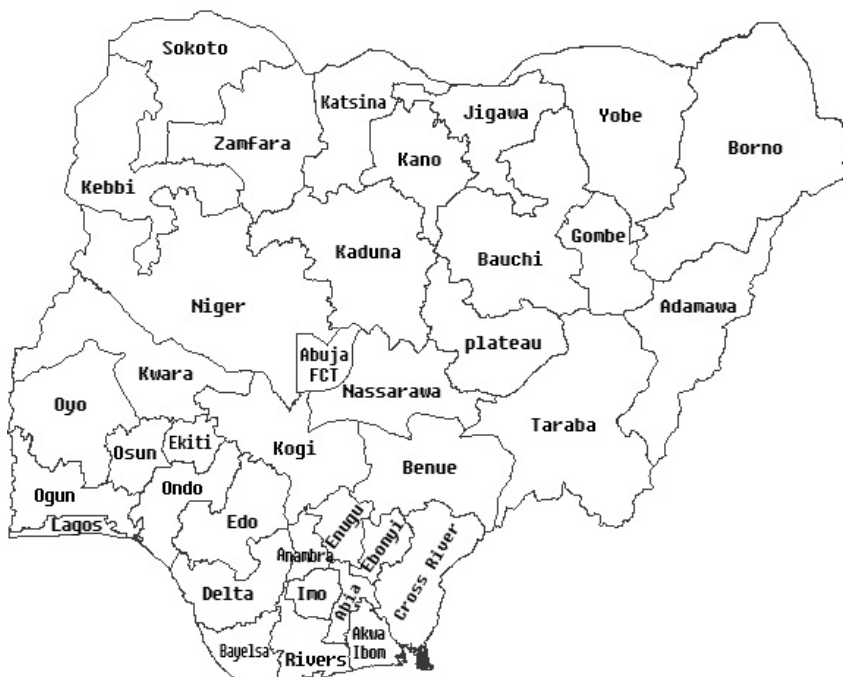 Sokoto
Katsina
Jigawa
Yobe
Borno
Zamfara
Kano
Kebbi
Gombe
Kaduna
Bauchi
Niger
Adamawa
Abuja
FCT
plateau
Kwara
Nassarawa
Oyo
Taraba
Ekiti
Osun
Kogi
Benue
Ogun
Ondo
Lagos
Edo
Enugu
Ebonyi
Cross River
Anambra
Delta
Imo
Abia
Akwa
Ibom
Bayelsa
Rivers